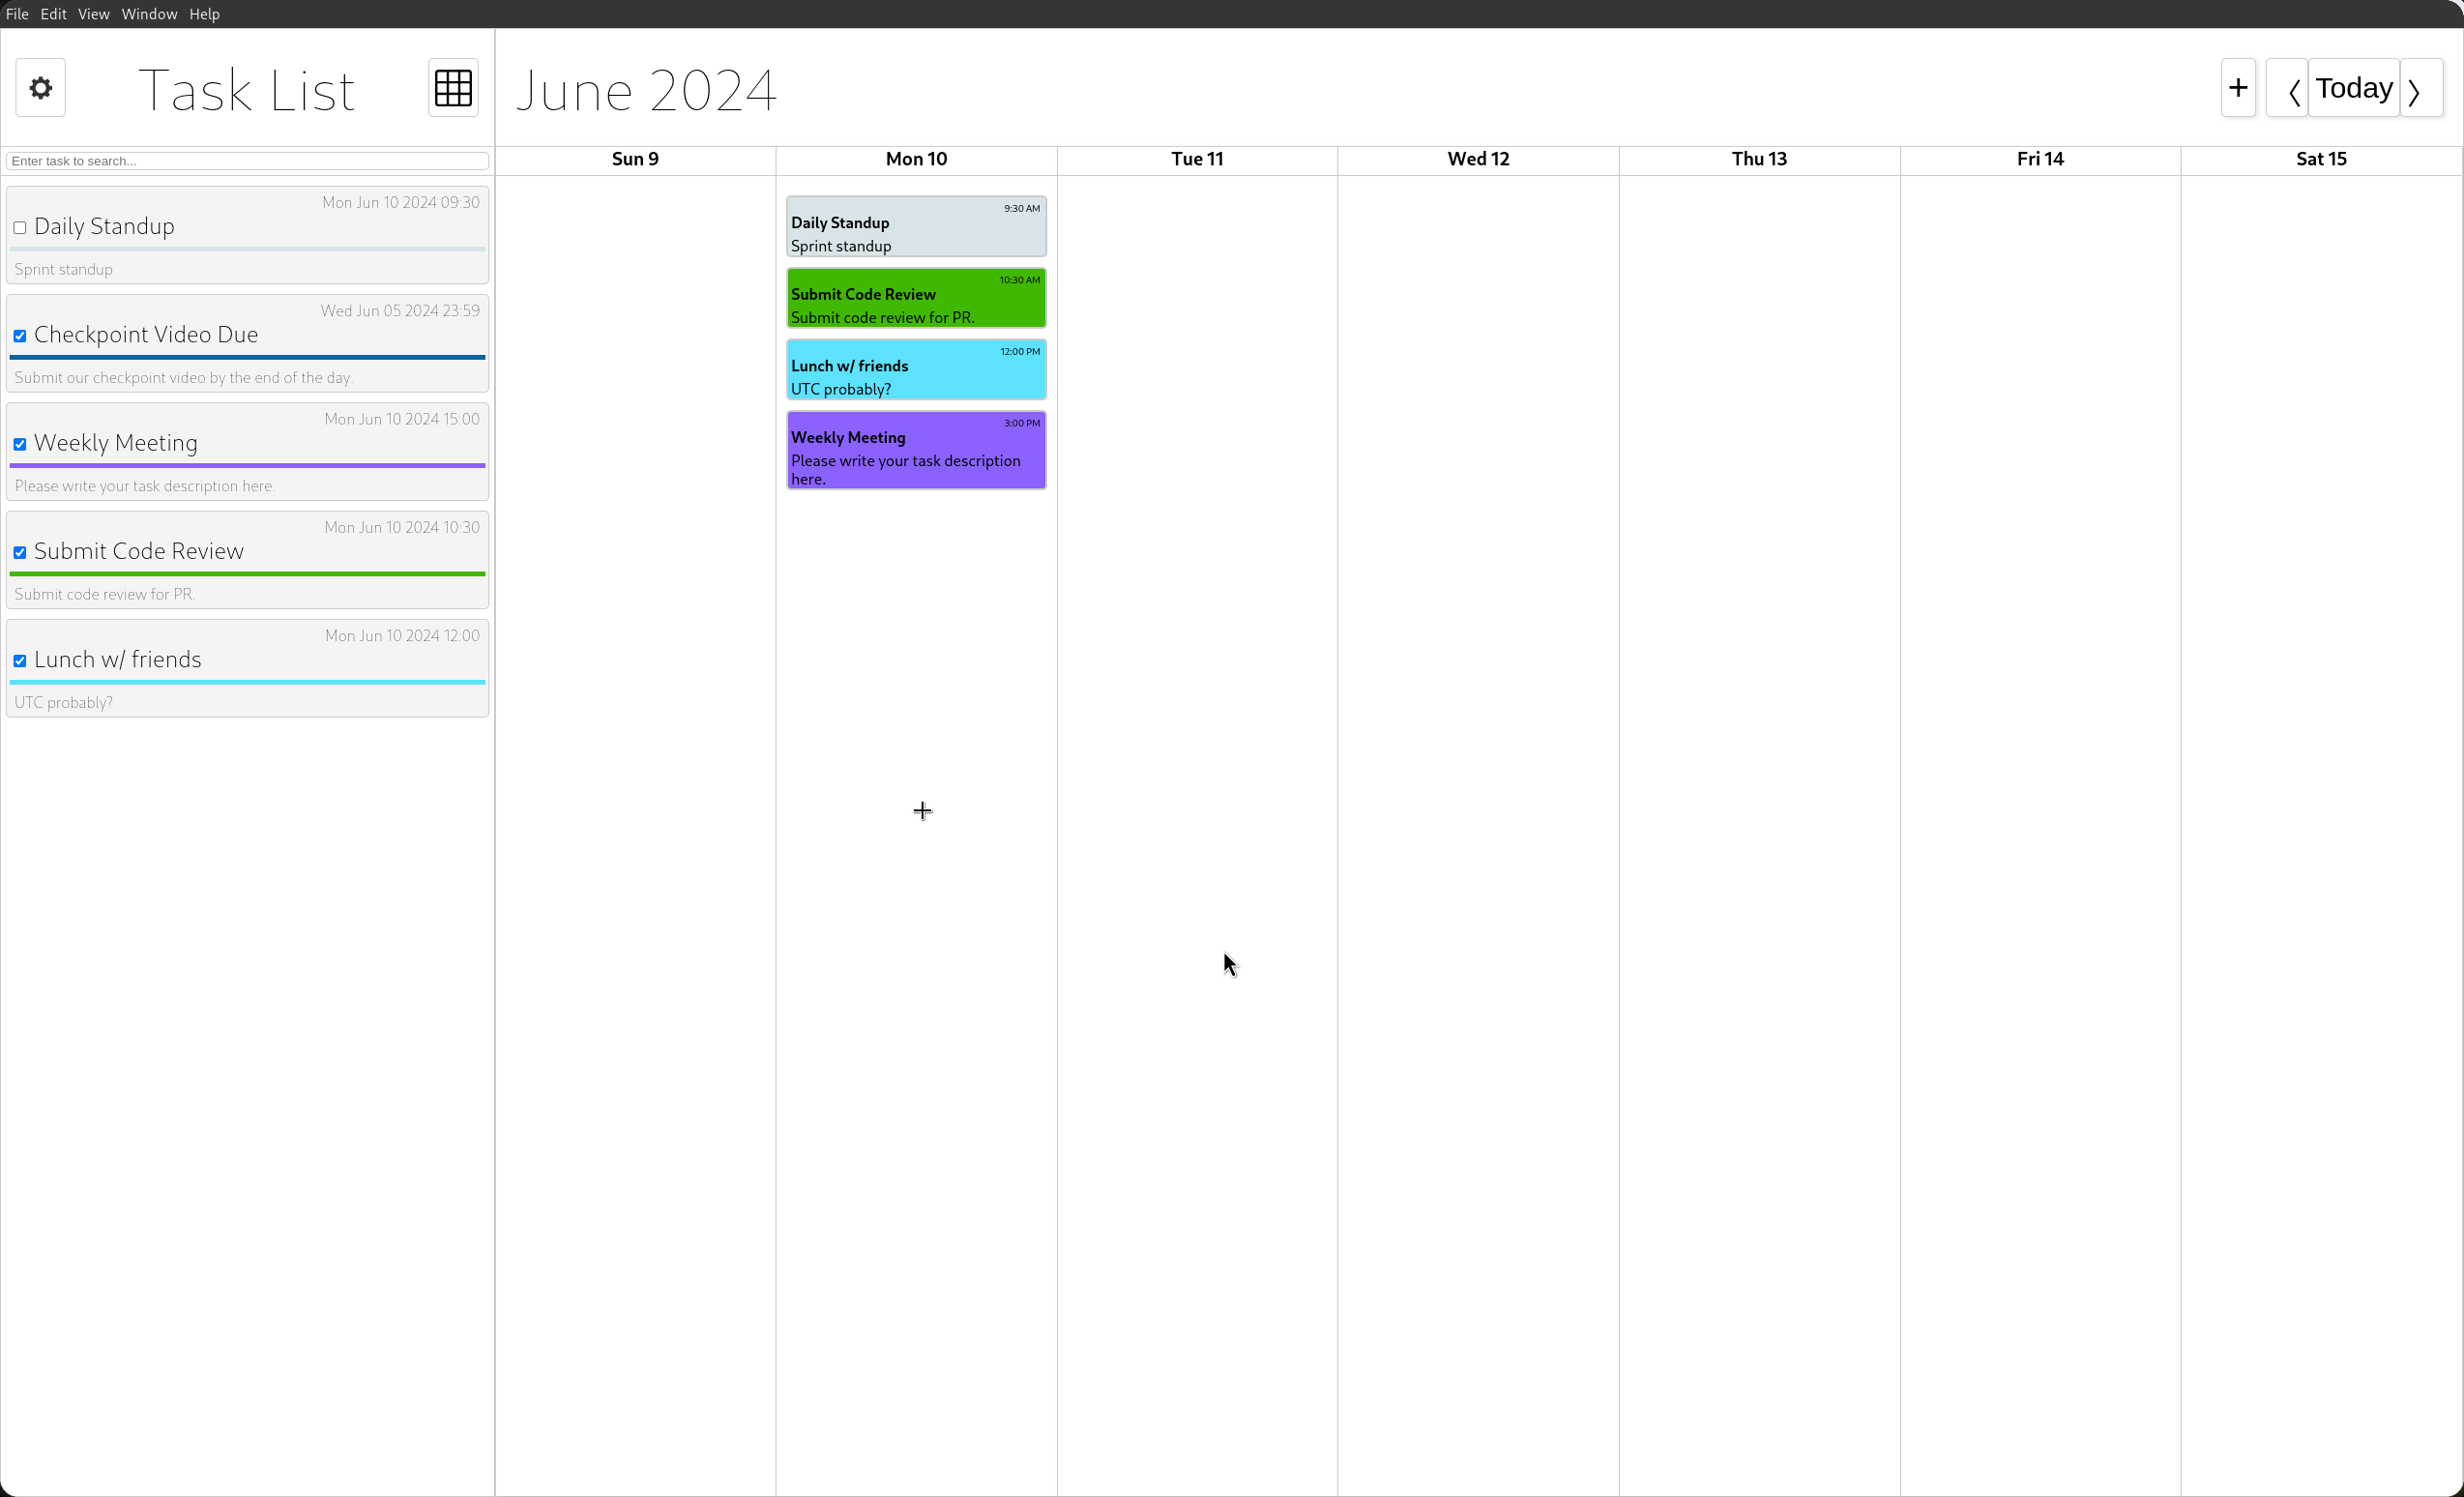 File Edit View Window Help
Task List
June 2024
+
Today
Enter task to search...
Sun 9
Mon 10
Tue 11
Wed 12
Thu 13
Fri 14
Sat 15
Mon Jun 10 2024 09:30
Daily Standup
Sprint standup
Wed Jun 05 2024 23:59
Checkpoint Video Due
Submit our checkpoint video by the end of the day.
Mon Jun 10 2024 15:00
Weekly Meeting
Please write your task description here.
Mon Jun 10 2024 10:30
Submit Code Review
Submit code review for PR.
Mon Jun 10 2024 12:00
Lunch w/ friends
UTC probably?
9:30 AM
Daily Standup
Sprint standup
10:30 AM
Submit Code Review
Submit code review for PR.
12:00 PM
Lunch w/ friends
UTC probably?
3:00 PM
Weekly Meeting
Please write your task description
here.